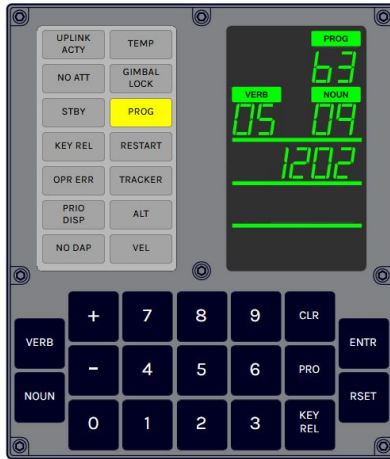 UPLINK ACTY
TEMP
NO ATT
GIMBAL LOCK
STBY
PROG
KEY REL
RESTART
OPR ERR
TRACKER
PRIO DISP
ALT
NO DAP
VEL
PROG
63
VERB
NOUN
05
09
1202
VERB
NOUN
+
7
8
9
CLR
-
4
5
6
PRO
0
1
2
3
KEY REL
ENTR
RSET